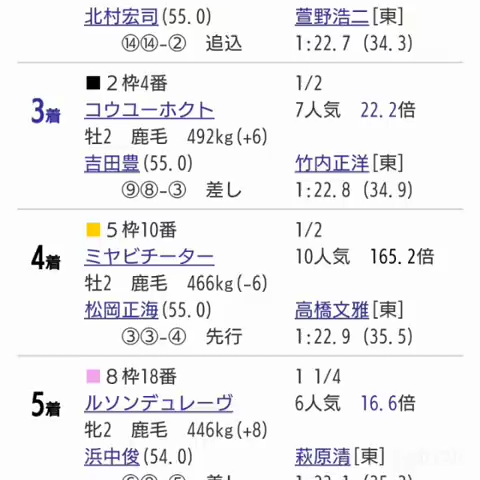 北村宏司(55.0) 萱野浩二[東]
⑭⑭-② 追込 1:22.7 (34.3)
3着 ■2枠4番 1/2
コウユーホクト 7人気 22.2倍
牡2 鹿毛 492kg(+6)
吉田豊(55.0) 竹内正洋[東]
⑨⑧-③ 差し 1:22.8 (34.9)
4着 ■5枠10番 1/2
ミヤビチーター 10人気 165.2倍
牡2 鹿毛 466kg(-6)
松岡正海(55.0) 高橋文雅[東]
③③-④ 先行 1:22.9 (35.5)
5着 ■8枠18番 1 1/4
ルソンデュレーヴ 6人気 16.6倍
牝2 鹿毛 446kg(+8)
浜中俊(54.0) 萩原清[東]